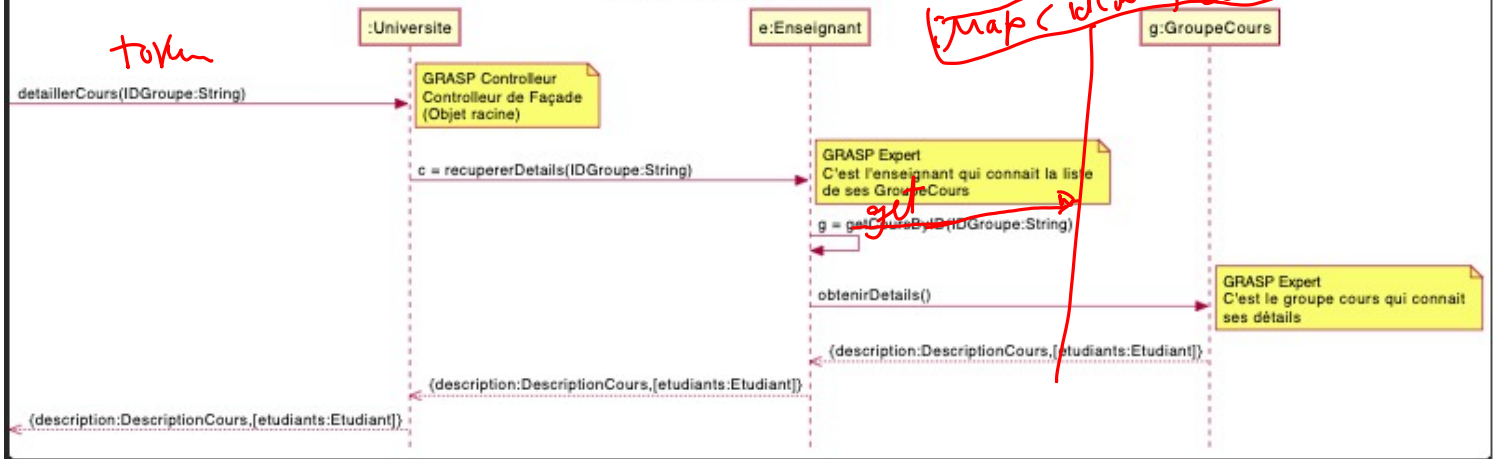 :Universite
e:Enseignant
g:GroupeCours
token
GRASP Controlleur
Controlleur de Façade
(Objet racine)
detaillerCours(IDGroupe:String)
GRASP Expert
C'est l'enseignant qui connait la liste
de ses GroupeCours
c = recupererDetails(IDGroupe:String)
get
g = getCoursByID(IDGroupe:String)
GRASP Expert
C'est le groupe cours qui connait
ses détails
obtenirDetails()
{description:DescriptionCours,[etudiants:Etudiant]}
{description:DescriptionCours,[etudiants:Etudiant]}
{description:DescriptionCours,[etudiants:Etudiant]}